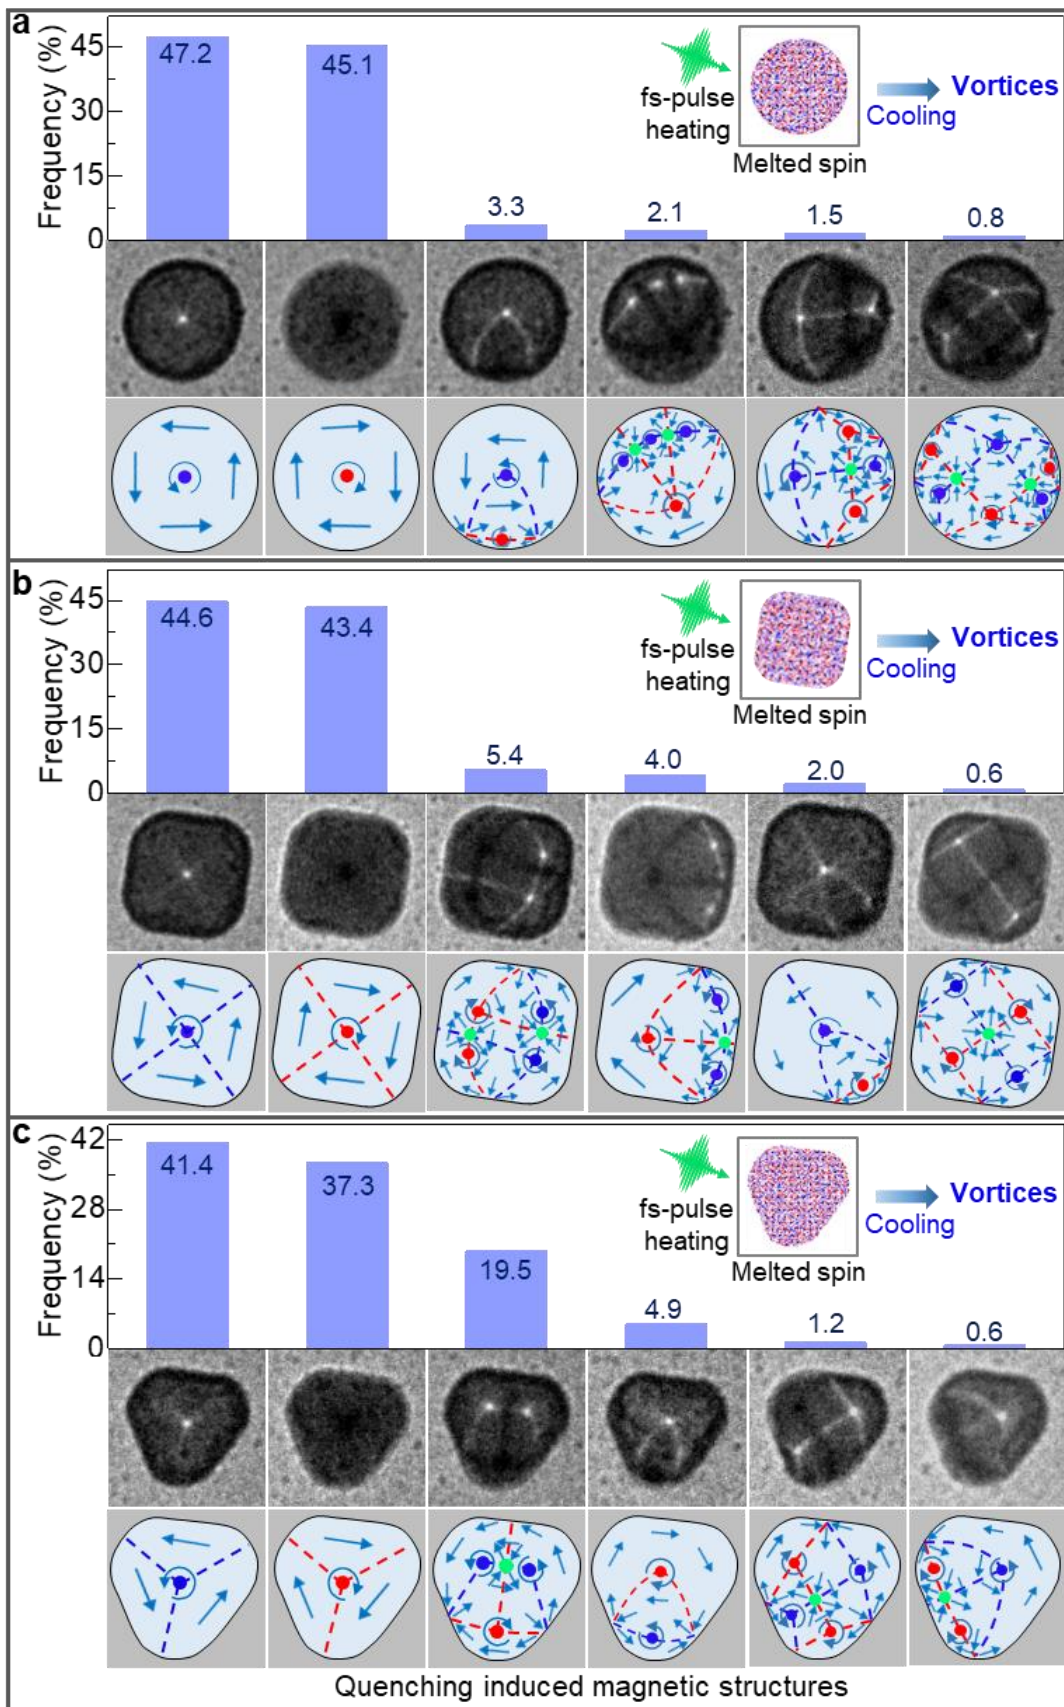 a
Frequency (%)
45
30
15
0
47.2
45.1
3.3
2.1
1.5
0.8
fs-pulse
heating
Melted spin
Cooling
Vortices
b
Frequency (%)
45
30
15
0
44.6
43.4
5.4
4.0
2.0
0.6
fs-pulse
heating
Melted spin
Cooling
Vortices
c
Frequency (%)
42
28
14
0
41.4
37.3
19.5
4.9
1.2
0.6
fs-pulse
heating
Melted spin
Cooling
Vortices
Quenching induced magnetic structures